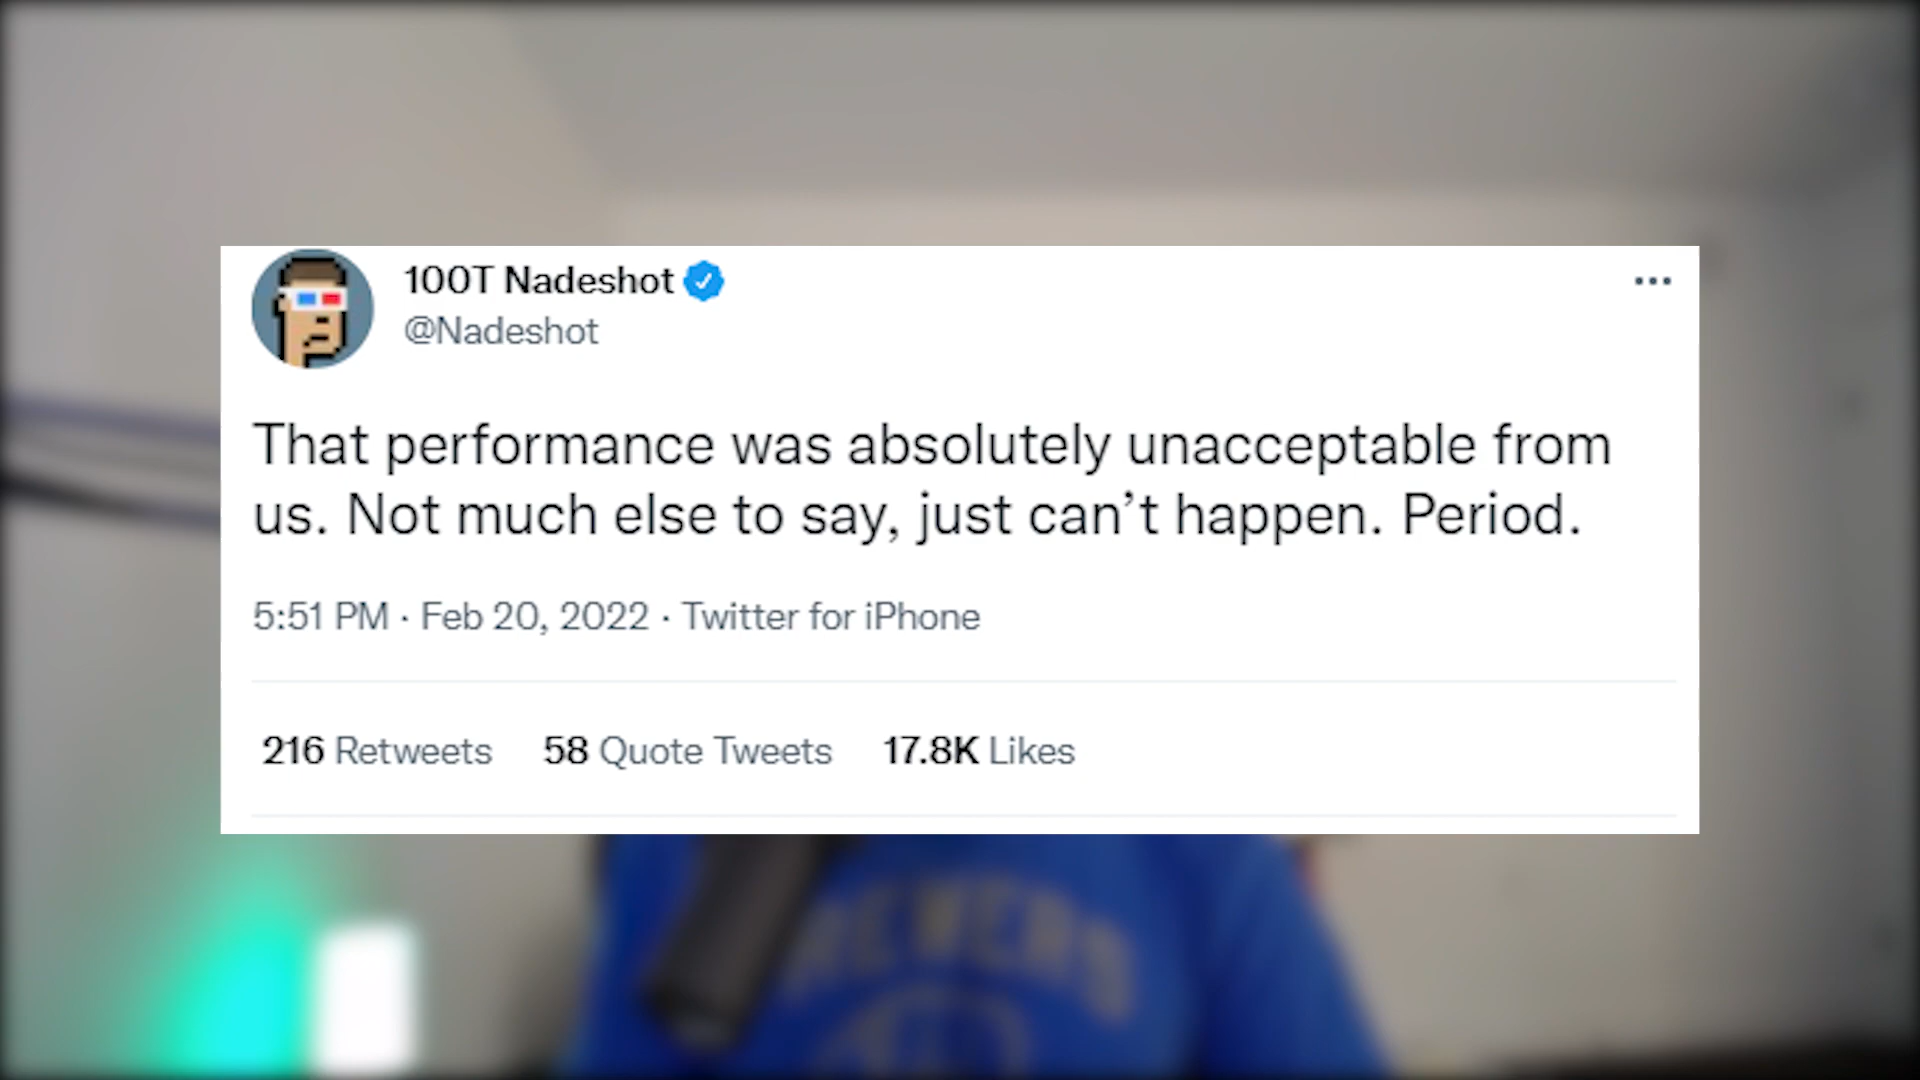 100T Nadeshot
@Nadeshot
That performance was absolutely unacceptable from
us. Not much else to say, just can’t happen. Period.
5:51 PM · Feb 20, 2022 · Twitter for iPhone
216 Retweets 58 Quote Tweets 17.8K Likes